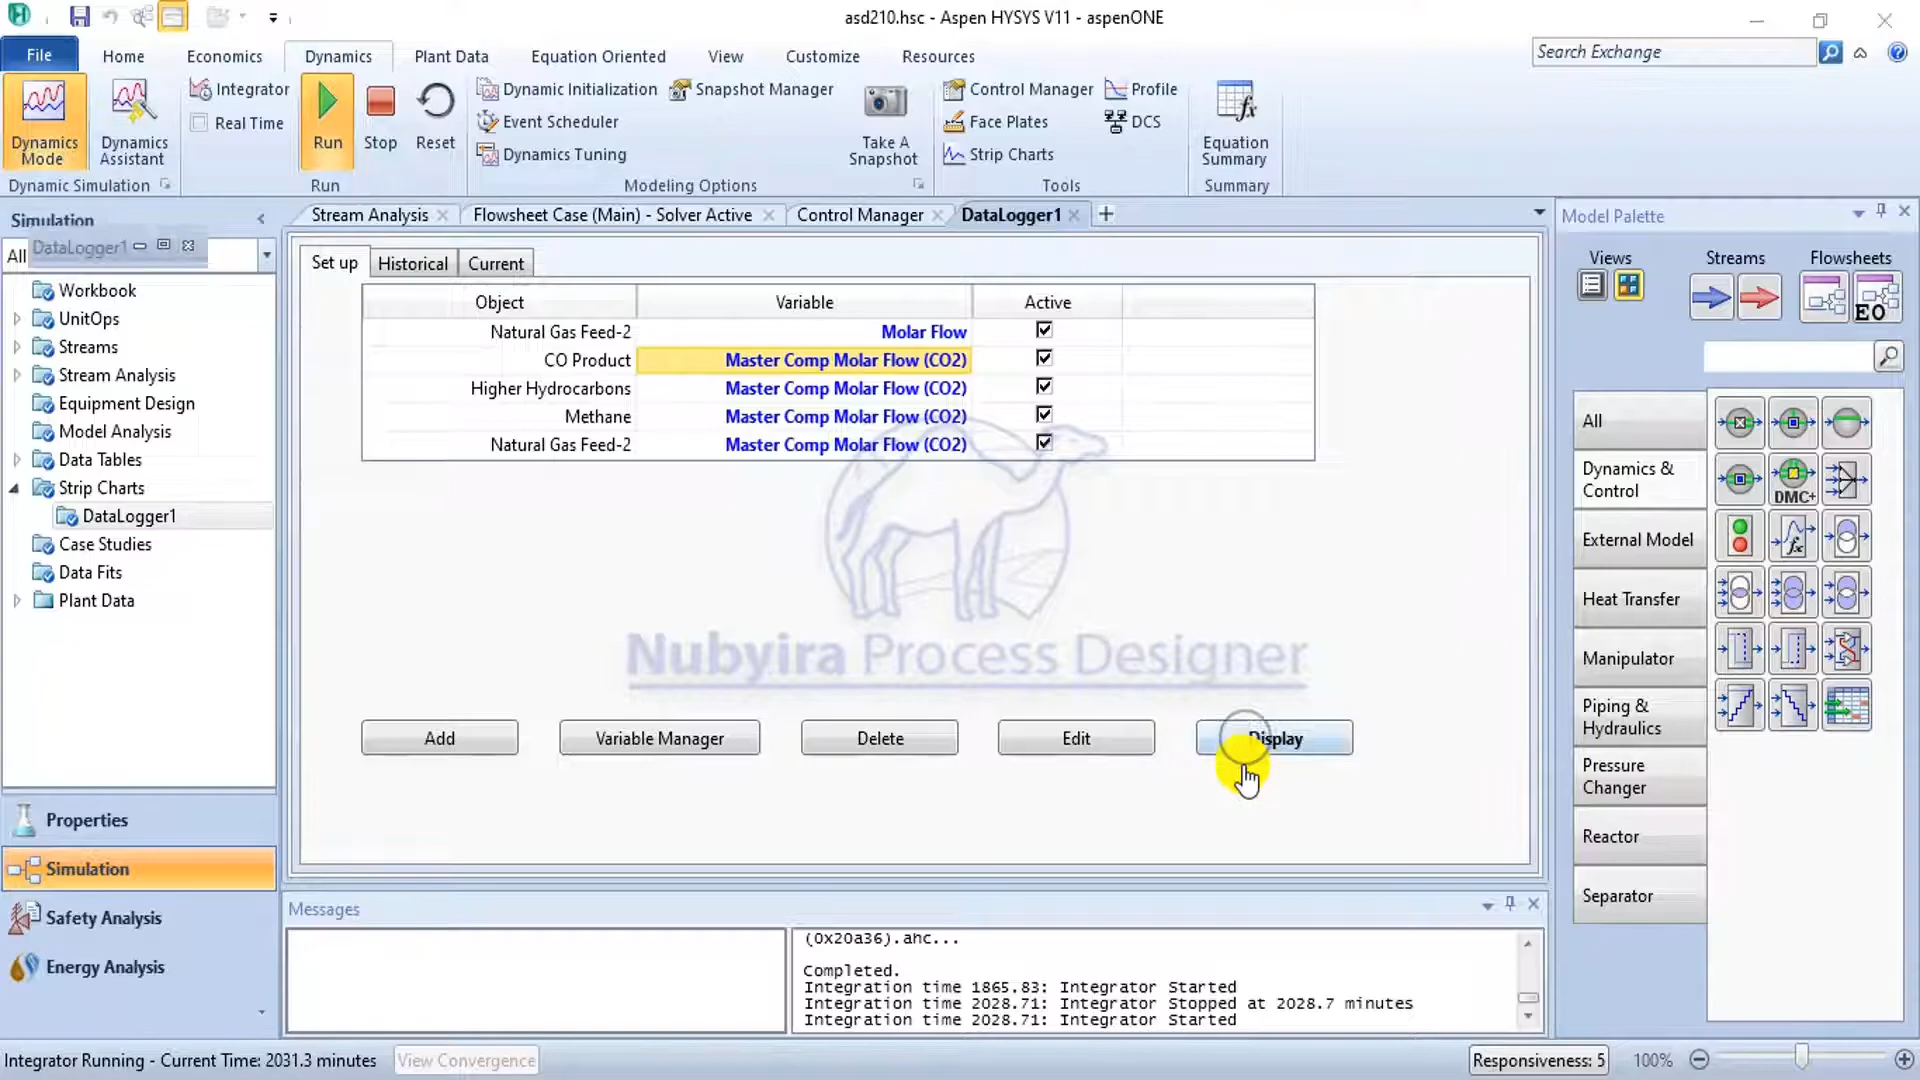 asd210.hsc - Aspen HYSYS V11 - aspenONE
File
Home
Economics
Dynamics
Plant Data
Equation Oriented
View
Customize
Resources
Search Exchange
Dynamics Mode
Dynamics Assistant
Integrator
Real Time
Run
Stop
Reset
Dynamic Initialization
Event Scheduler
Dynamics Tuning
Snapshot Manager
Take A Snapshot
Control Manager
Face Plates
Strip Charts
Profile
DCS
Equation Summary
Dynamic Simulation
Run
Modeling Options
Tools
Summary
Simulation
All
DataLogger1
Workbook
UnitOps
Streams
Stream Analysis
Equipment Design
Model Analysis
Data Tables
Strip Charts
DataLogger1
Case Studies
Data Fits
Plant Data
Properties
Simulation
Safety Analysis
Energy Analysis
Stream Analysis
Flowsheet Case (Main) - Solver Active
Control Manager
DataLogger1
Set up
Historical
Current
Object Variable Active
Natural Gas Feed-2 Molar Flow
CO Product Master Comp Molar Flow (CO2)
Higher Hydrocarbons Master Comp Molar Flow (CO2)
Methane Master Comp Molar Flow (CO2)
Natural Gas Feed-2 Master Comp Molar Flow (CO2)
Nubyira Process Designer
Add
Variable Manager
Delete
Edit
Display
Messages
(0x20a36).ahc...
Completed.
Integration time 1865.83: Integrator Started
Integration time 2028.71: Integrator Stopped at 2028.7 minutes
Integration time 2028.71: Integrator Started
Model Palette
Views
Streams
Flowsheets
EO
All
Dynamics & Control
External Model
Heat Transfer
Manipulator
Piping & Hydraulics
Pressure Changer
Reactor
Separator
DMC+
fx
Integrator Running - Current Time: 2031.3 minutes
View Convergence
Responsiveness: 5
100%